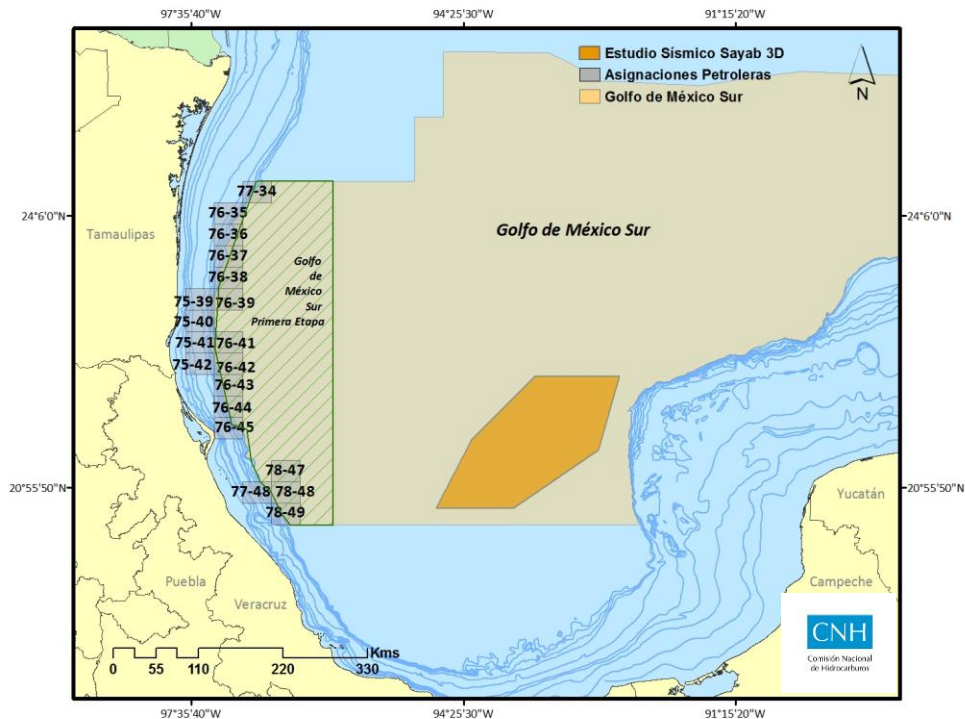 97°35'40"W 94°25'30"W 91°15'20"W
Estudio Sísmico Sayab 3D
Asignaciones Petroleras
Golfo de México Sur
N
24°6'0"N
24°6'0"N
Tamaulipas
77-34
76-35
76-36
76-37
76-38
75-39 76-39
75-40
75-41 76-41
75-42 76-42
76-43
76-44
76-45
78-47
77-48 78-48
78-49
Golfo
de
México
Sur
Primera Etapa
Golfo de México Sur
20°55'50"N
20°55'50"N
Yucatán
Campeche
Puebla
Veracruz
Kms
0 55 110 220 330
CNH
Comisión Nacional
de Hidrocarburos
97°35'40"W 94°25'30"W 91°15'20"W